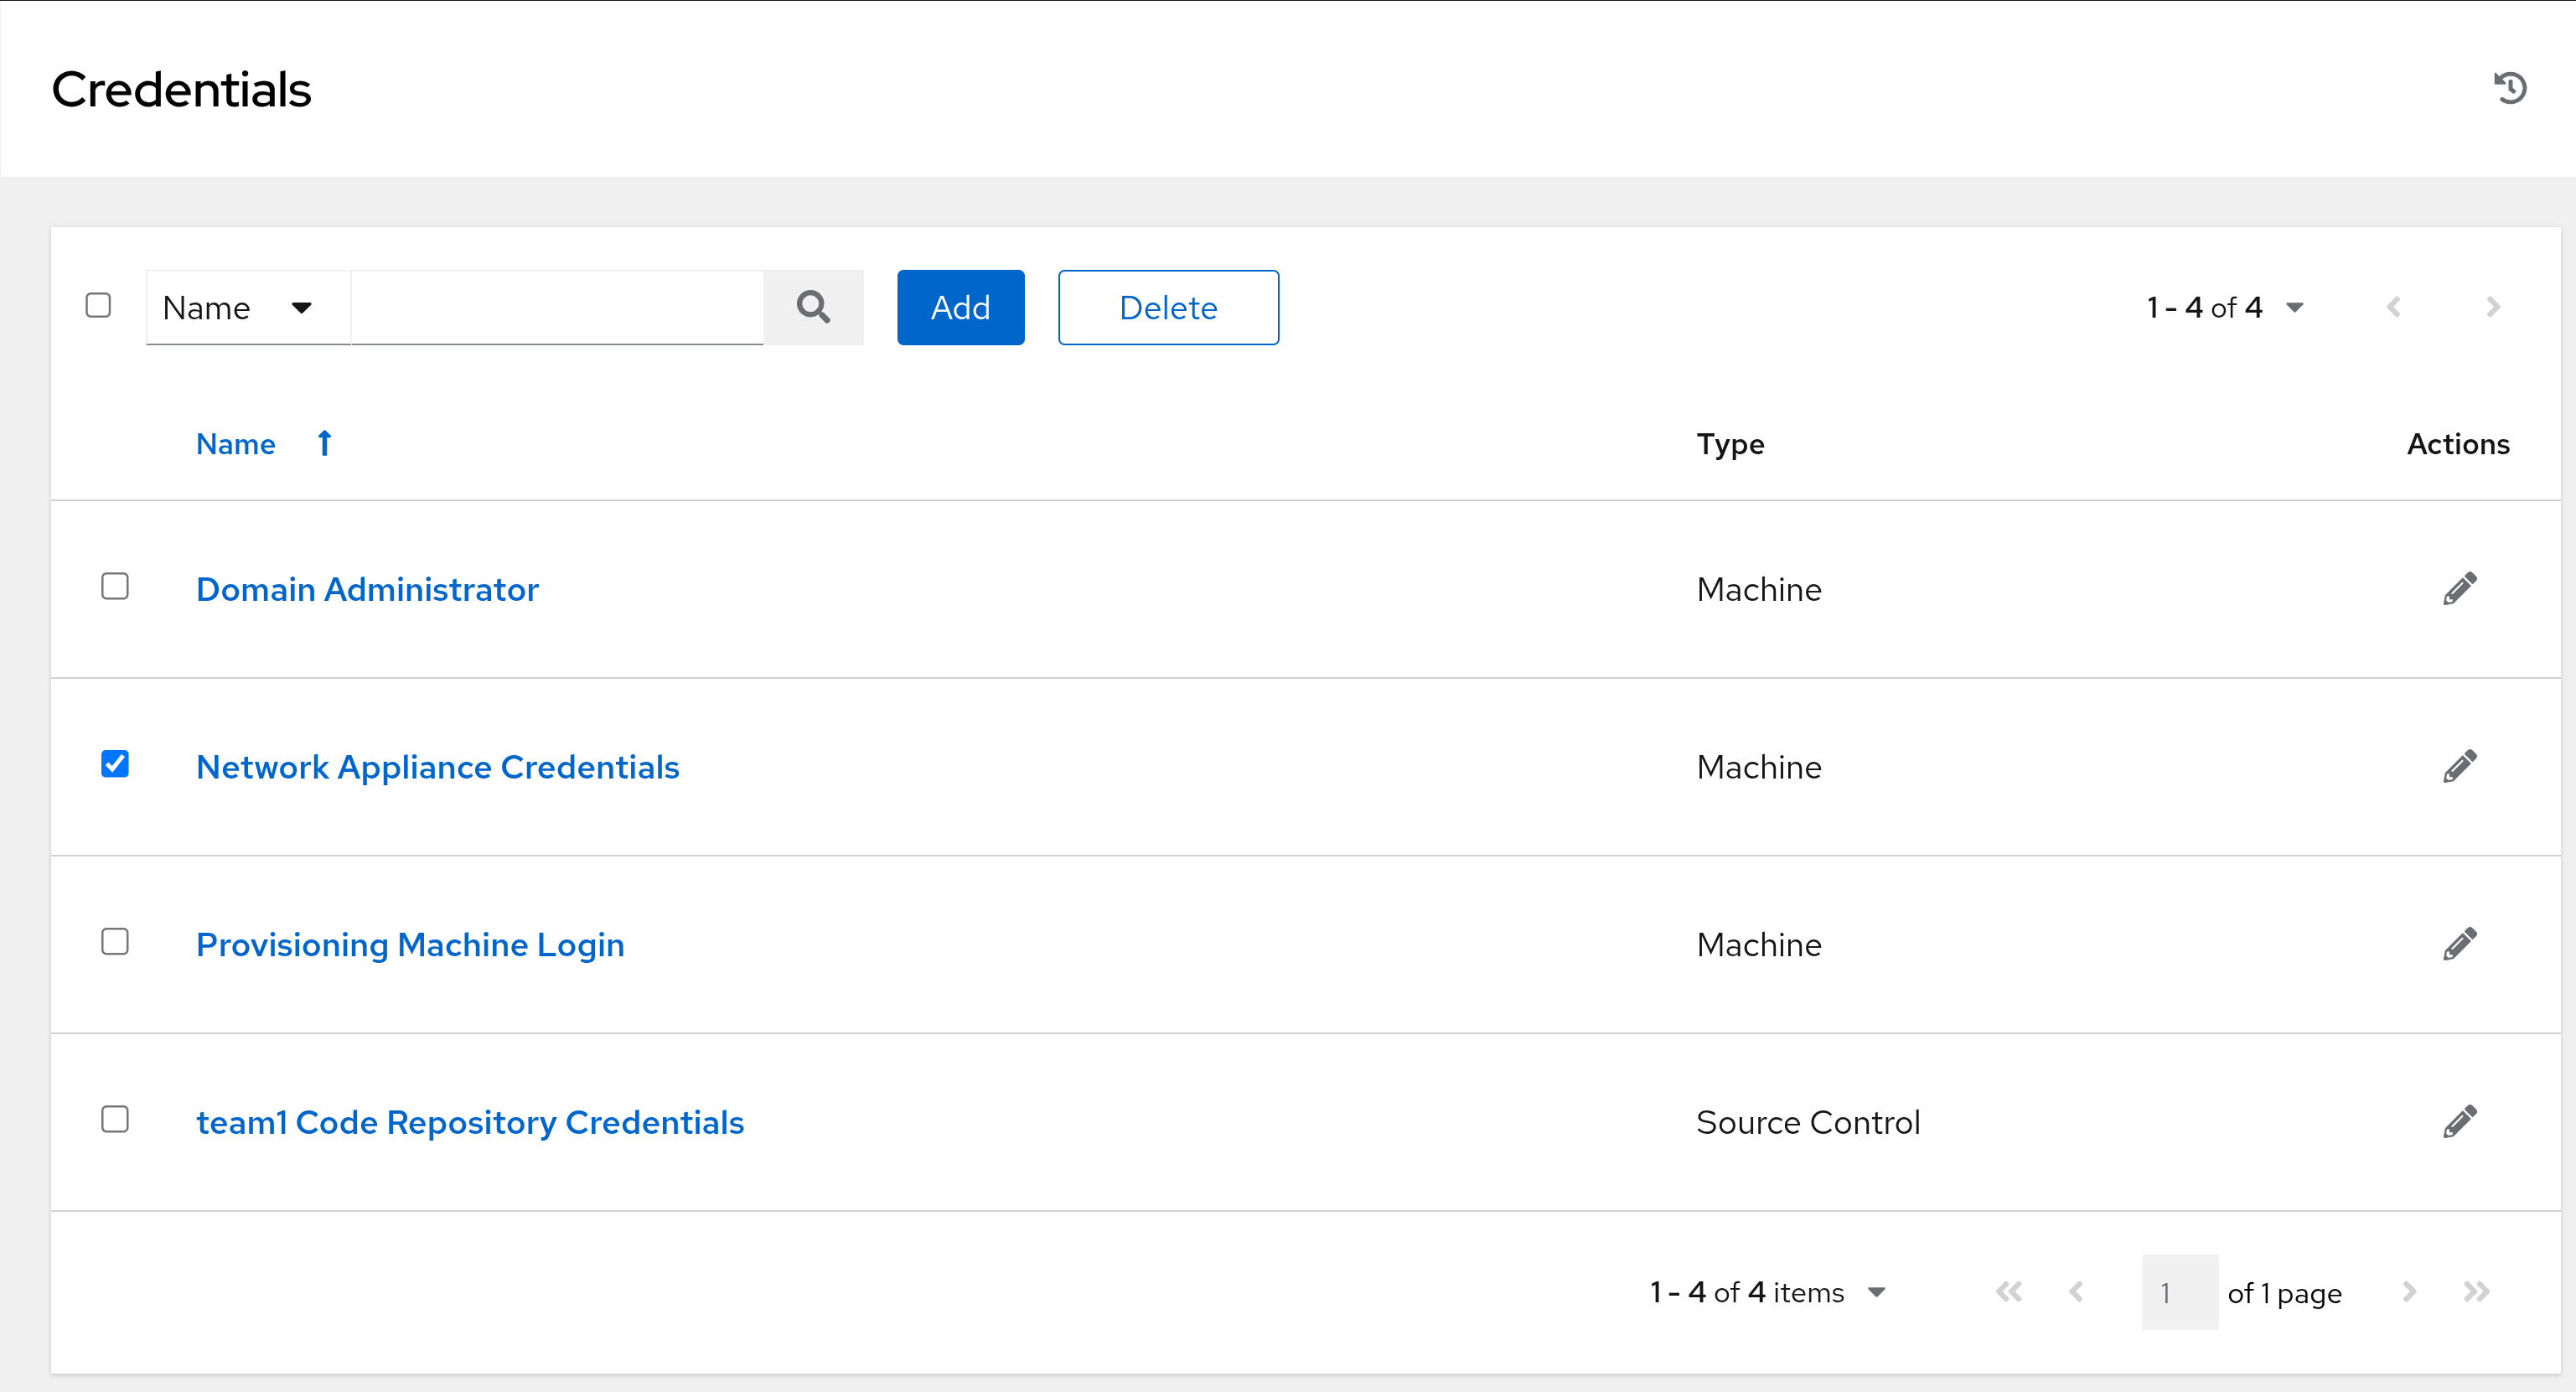 Credentials
Name Add Delete 1 - 4 of 4
Name Type Actions
Domain Administrator Machine
Network Appliance Credentials Machine
Provisioning Machine Login Machine
team1 Code Repository Credentials Source Control
1 - 4 of 4 items 1 of 1 page